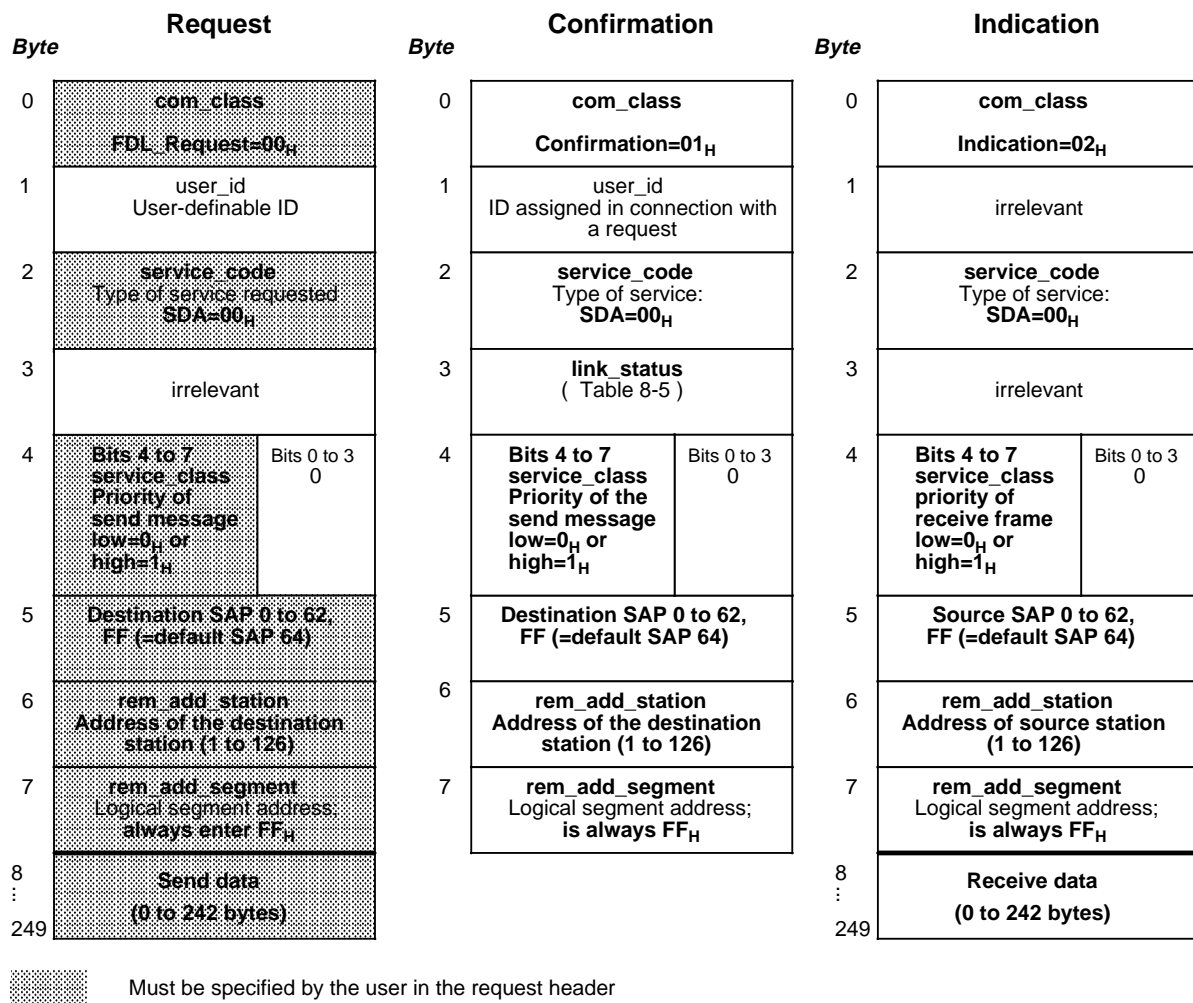 Request
Byte
0
com_class
FDL_Request=00H
1
user_id
User-definable ID
2
service_code
Type of service requested
SDA=00H
3
irrelevant
4
Bits 4 to 7
service_class
Priority of
send message
low=0H or
high=1H
Bits 0 to 3
0
5
Destination SAP 0 to 62,
FF (=default SAP 64)
6
rem_add_station
Address of the destination
station (1 to 126)
7
rem_add_segment
Logical segment address;
always enter FFH
8
...
249
Send data
(0 to 242 bytes)
Confirmation
Byte
0
com_class
Confirmation=01H
1
user_id
ID assigned in connection with
a request
2
service_code
Type of service:
SDA=00H
3
link_status
( Table 8-5 )
4
Bits 4 to 7
service_class
Priority of the
send message
low=0H or
high=1H
Bits 0 to 3
0
5
Destination SAP 0 to 62,
FF (=default SAP 64)
6
rem_add_station
Address of the destination
station (1 to 126)
7
rem_add_segment
Logical segment address;
is always FFH
Indication
Byte
0
com_class
Indication=02H
1
irrelevant
2
service_code
Type of service:
SDA=00H
3
irrelevant
4
Bits 4 to 7
service_class
priority of
receive frame
low=0H or
high=1H
Bits 0 to 3
0
5
Source SAP 0 to 62,
FF (=default SAP 64)
6
rem_add_station
Address of source station
(1 to 126)
7
rem_add_segment
Logical segment address;
is always FFH
8
...
249
Receive data
(0 to 242 bytes)
Must be specified by the user in the request header